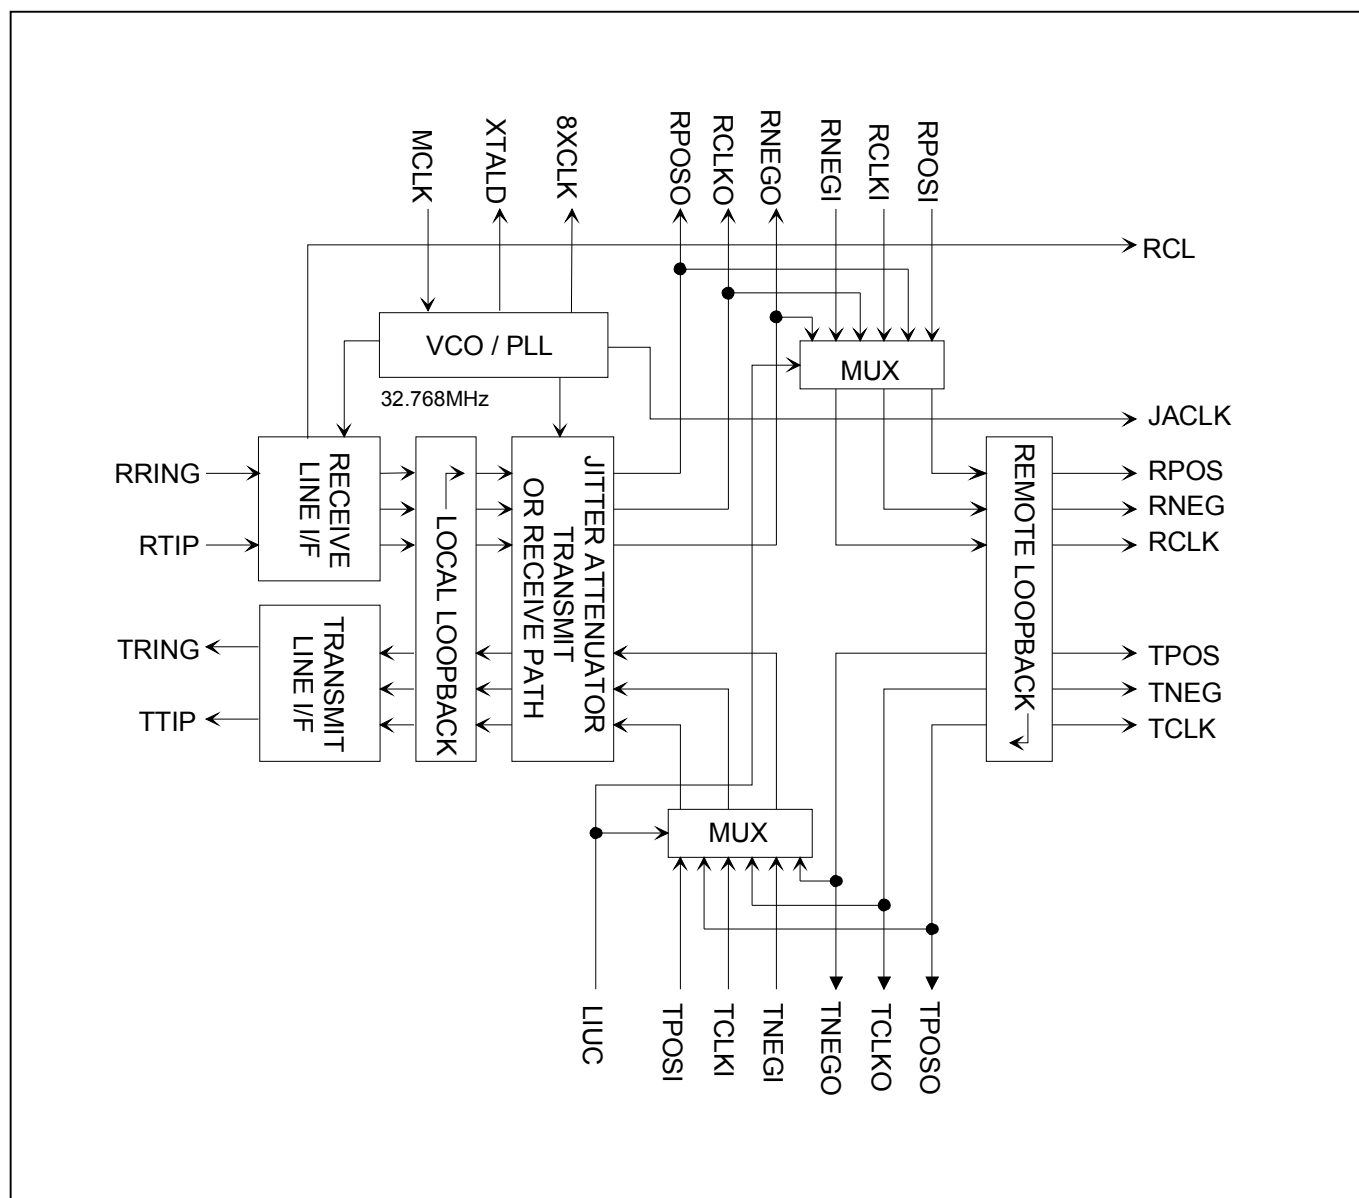 MCLK
XTALD
8XCLK
RPOSO
RCLKO
RNEGO
RNEGI
RCLKI
RPOSI
RCL
VCO / PLL
MUX
32.768MHz
JACLK
RRING
RTIP
RECEIVE
LINE I/F
LOCAL LOOPBACK
JITTER ATTENUATOR
TRANSMIT
OR RECEIVE PATH
REMOTE LOOPBACK
RPOS
RNEG
RCLK
TRING
TTIP
TRANSMIT
LINE I/F
TPOS
TNEG
TCLK
MUX
LIUC
TPOSI
TCLKI
TNEGI
TNEGO
TCLKO
TPOSO